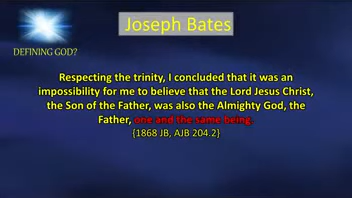 Joseph Bates
DEFINING GOD?
Respecting the trinity, I concluded that it was an
impossibility for me to believe that the Lord Jesus Christ,
the Son of the Father, was also the Almighty God, the
Father, one and the same being.
{1868 JB, AJB 204.2}